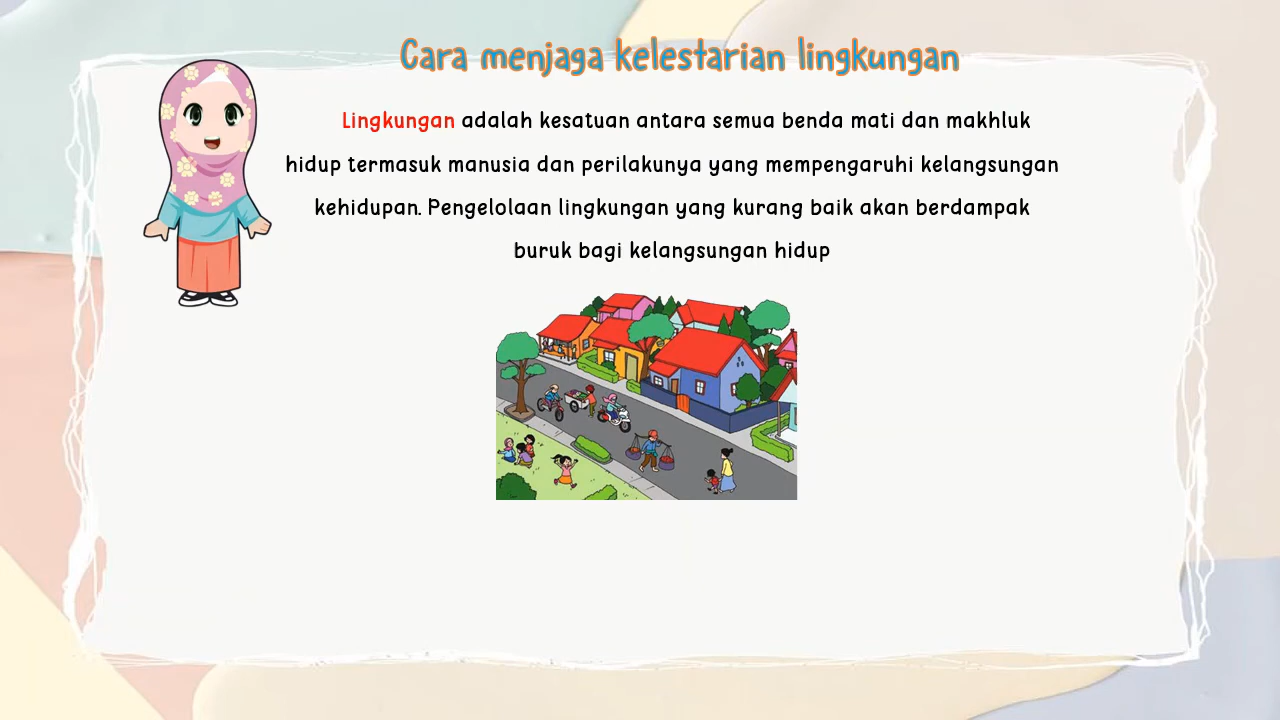 Cara menjaga kelestarian lingkungan
Lingkungan adalah kesatuan antara semua benda mati dan makhluk
hidup termasuk manusia dan perilakunya yang mempengaruhi kelangsungan
kehidupan. Pengelolaan lingkungan yang kurang baik akan berdampak
buruk bagi kelangsungan hidup